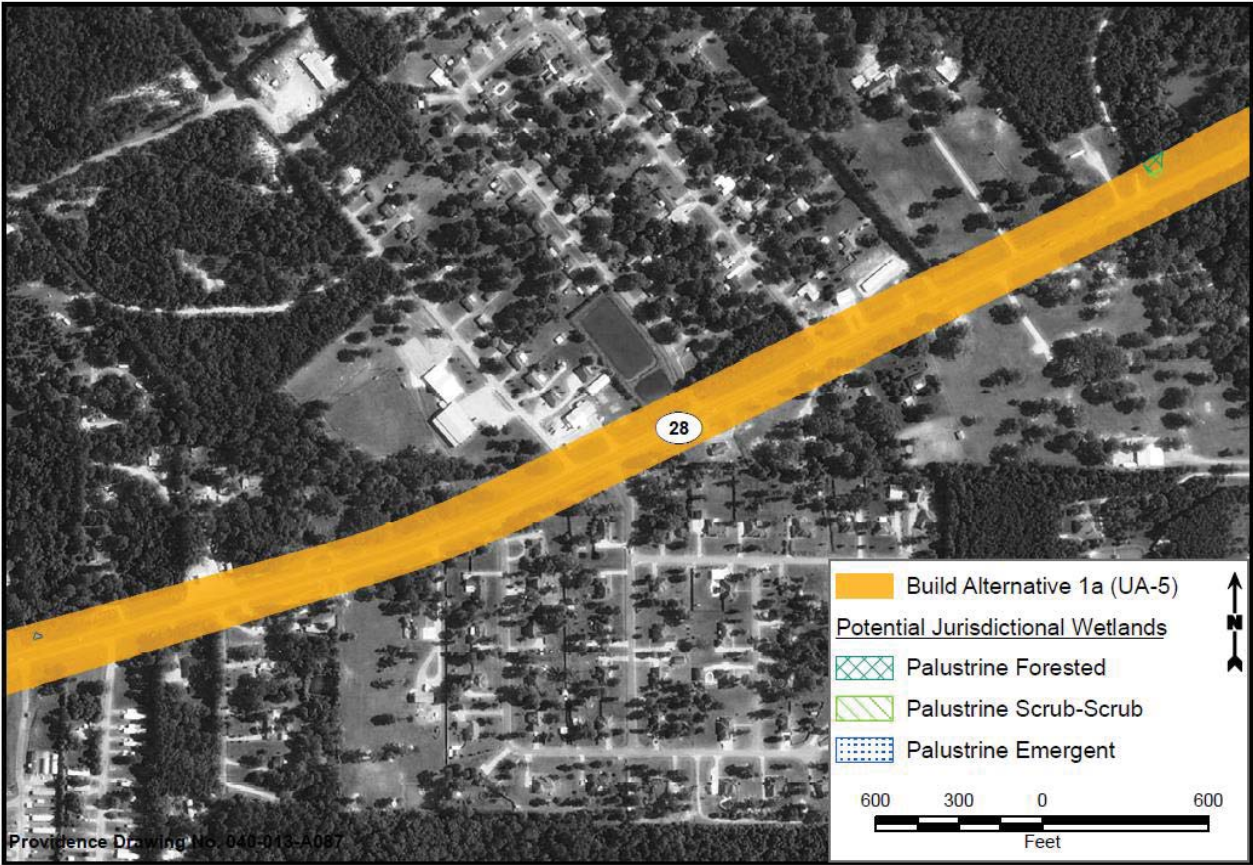 28
Build Alternative 1a (UA-5)
N
Potential Jurisdictional Wetlands
Palustrine Forested
Palustrine Scrub-Scrub
Palustrine Emergent
600 300 0 600
Feet
Providence Drawing No. 040-013-A087